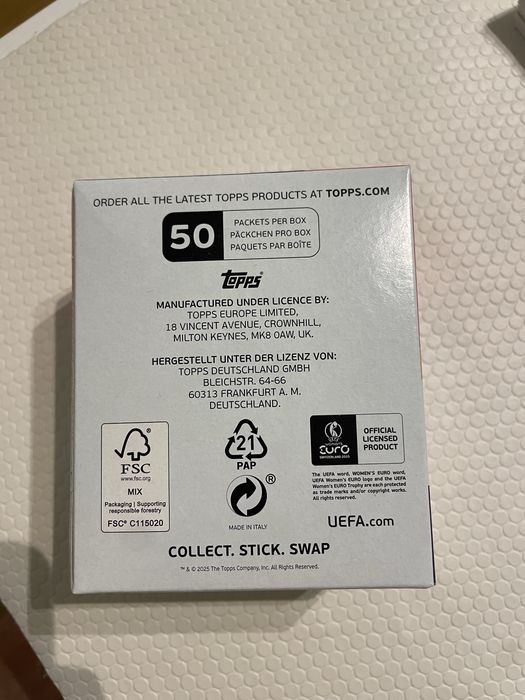 ORDER ALL THE LATEST TOPPS PRODUCTS AT TOPPS.COM
50
PACKETS PER BOX
PÄCKCHEN PRO BOX
PAQUETS PAR BOÎTE
topps®
MANUFACTURED UNDER LICENCE BY:
TOPPS EUROPE LIMITED,
18 VINCENT AVENUE, CROWNHILL,
MILTON KEYNES, MK8 0AW, UK.
HERGESTELLT UNTER DER LIZENZ VON:
TOPPS DEUTSCHLAND GMBH
BLEICHSTR. 64-66
60313 FRANKFURT A. M.
DEUTSCHLAND.
FSC
www.fsc.org
MIX
Packaging | Supporting
responsible forestry
FSC® C115020
21
PAP
®
MADE IN ITALY
WOMEN'S
EURO
SWITZERLAND 2025
OFFICIAL
LICENSED
PRODUCT
The UEFA word, WOMEN'S EURO word,
UEFA Women's EURO logo and the UEFA
Women's EURO Trophy are each protected
as trade marks and/or copyright works.
All rights reserved.
UEFA.com
COLLECT. STICK. SWAP
™ & © 2025 The Topps Company, Inc. All Rights Reserved.